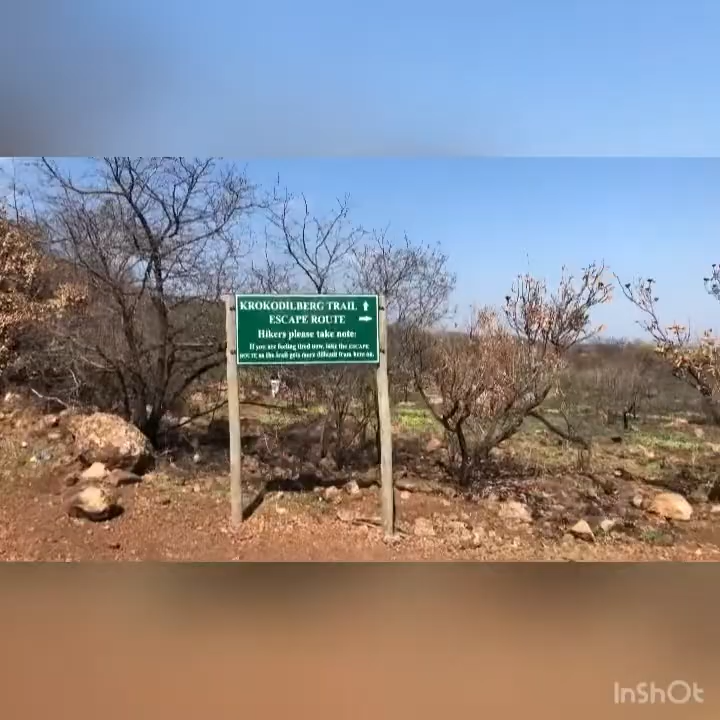 KROKODILBERG TRAIL ↑
ESCAPE ROUTE →
Hikers please take note:
If you are feeling tired now, take the ESCAPE
ROUTE as the trail gets more difficult from here on.
InShOt